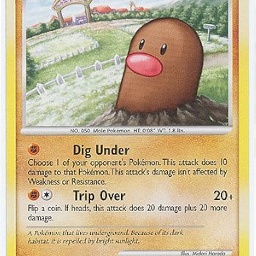 NO. 050 Mole Pokémon HT: 0'08" WT: 1.8 lbs.
Dig Under
Choose 1 of your opponent's Pokémon. This attack does 10
damage to that Pokémon. This attack's damage isn't affected by
Weakness or Resistance.
Trip Over 20+
Flip a coin. If heads, this attack does 20 damage plus 20 more
damage.
A Pokémon that lives underground. Because of its dark
habitat, it is repelled by bright sunlight.
Illus. Midori Harada